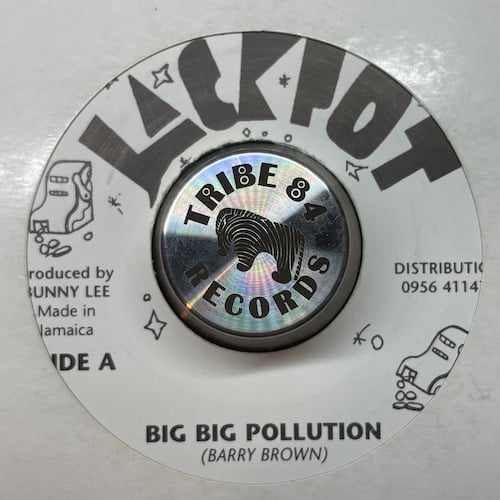 JACKPOT
TRIBE 84
RECORDS
roduced by
BUNNY LEE
Made in
Jamaica
IDE A
DISTRIBUTIO
0956 4114
BIG BIG POLLUTION
(BARRY BROWN)